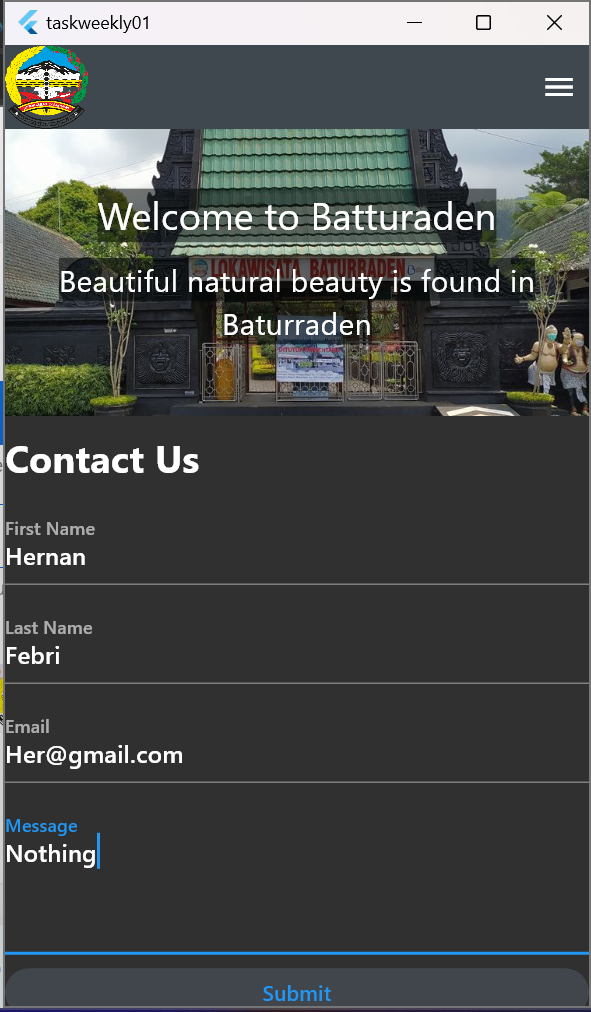 taskweekly01
Welcome to Batturaden
LOKAWISATA BATURRADEN
Beautiful natural beauty is found in
Baturraden
Contact Us
First Name
Hernan
Last Name
Febri
Email
Her@gmail.com
Message
Nothing
Submit